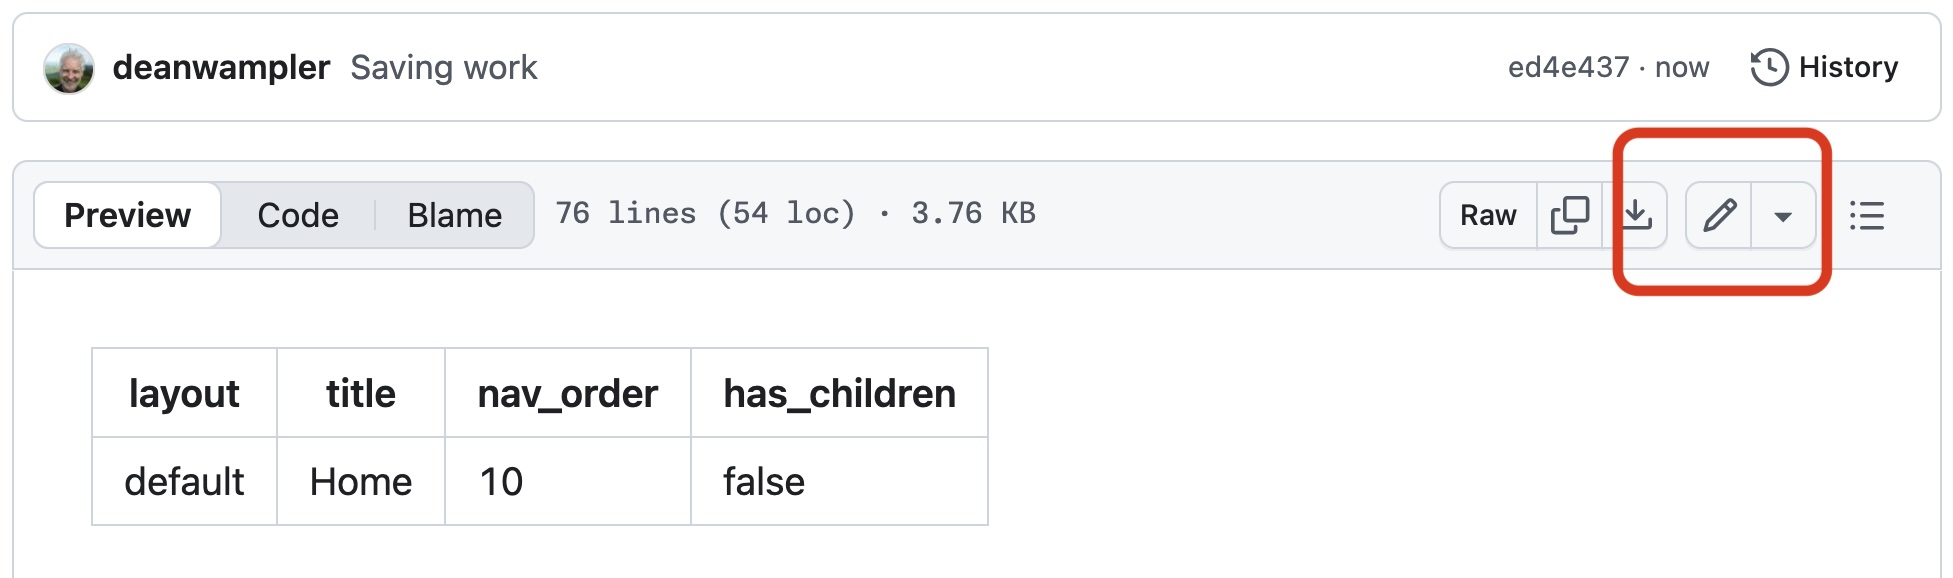 deanwampler Saving work ed4e437 · now History
Preview Code Blame 76 lines (54 loc) · 3.76 KB Raw
layout title nav_order has_children
default Home 10 false